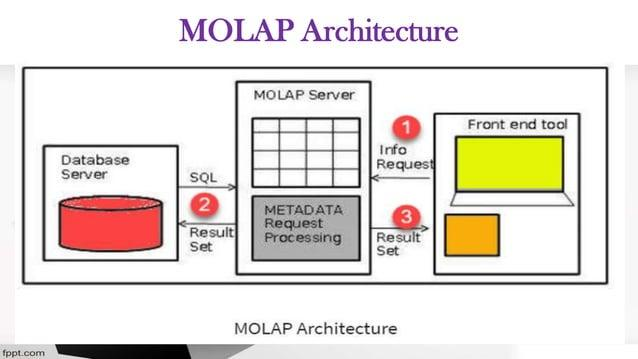 MOLAP Architecture
MOLAP Server
1
Front end tool
Info
Request
Database
Server
SQL
2
Result
Set
METADATA
Request
Processing
3
Result
Set
MOLAP Architecture
fppt.com